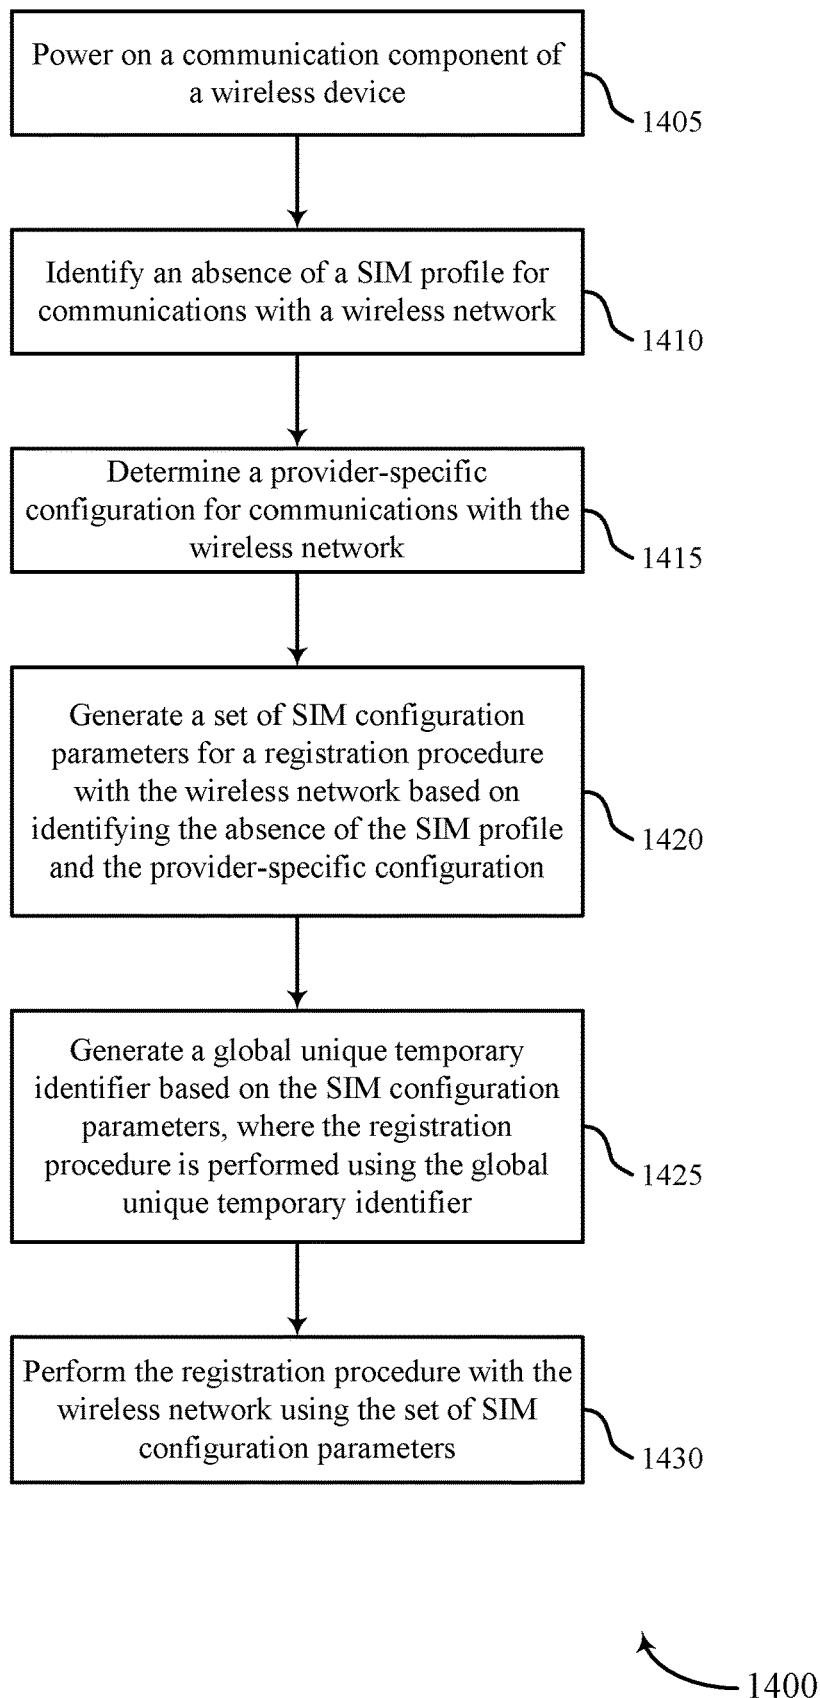 Power on a communication component of
a wireless device
1405
Identify an absence of a SIM profile for
communications with a wireless network
1410
Determine a provider-specific
configuration for communications with the
wireless network
1415
Generate a set of SIM configuration
parameters for a registration procedure
with the wireless network based on
identifying the absence of the SIM profile
and the provider-specific configuration
1420
Generate a global unique temporary
identifier based on the SIM configuration
parameters, where the registration
procedure is performed using the global
unique temporary identifier
1425
Perform the registration procedure with the
wireless network using the set of SIM
configuration parameters
1430
1400